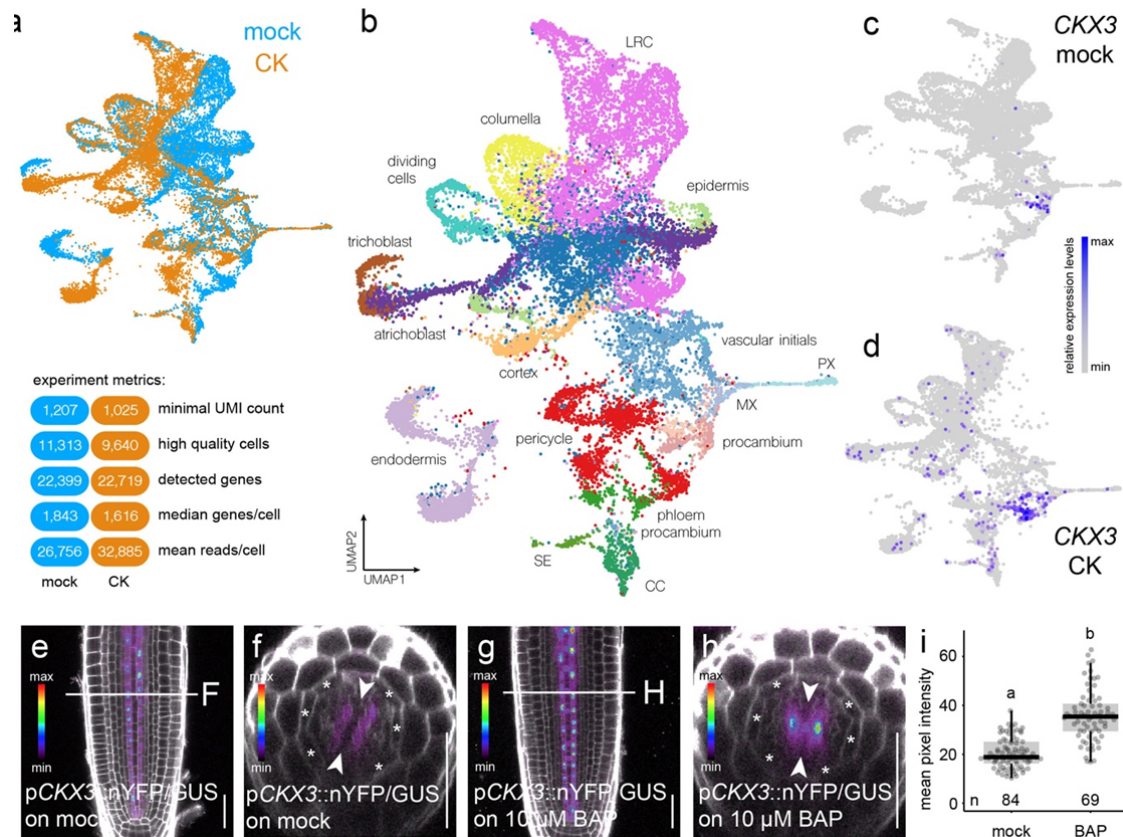 a
mock
CK
experiment metrics:
1,207 1,025 minimal UMI count
11,313 9,640 high quality cells
22,399 22,719 detected genes
1,843 1,616 median genes/cell
26,756 32,885 mean reads/cell
mock CK
b
LRC
columella
dividing
cells
epidermis
trichoblast
atrichoblast
vascular initials
cortex
PX
MX
pericycle
procambium
endodermis
phloem
procambium
SE
CC
UMAP2
UMAP1
c
CKX3
mock
relative expression levels
max
min
d
CKX3
CK
e
max
min
F
pCKX3::nYFP/GUS
on mock
f
max
min
* * * * * *
pCKX3::nYFP/GUS
on mock
g
max
min
H
pCKX3::nYFP/GUS
on 10 µM BAP
h
max
min
* * * * * *
pCKX3::nYFP/GUS
on 10 µM BAP
i
mean pixel intensity
60
40
20
0
a
b
n 84 69
mock BAP